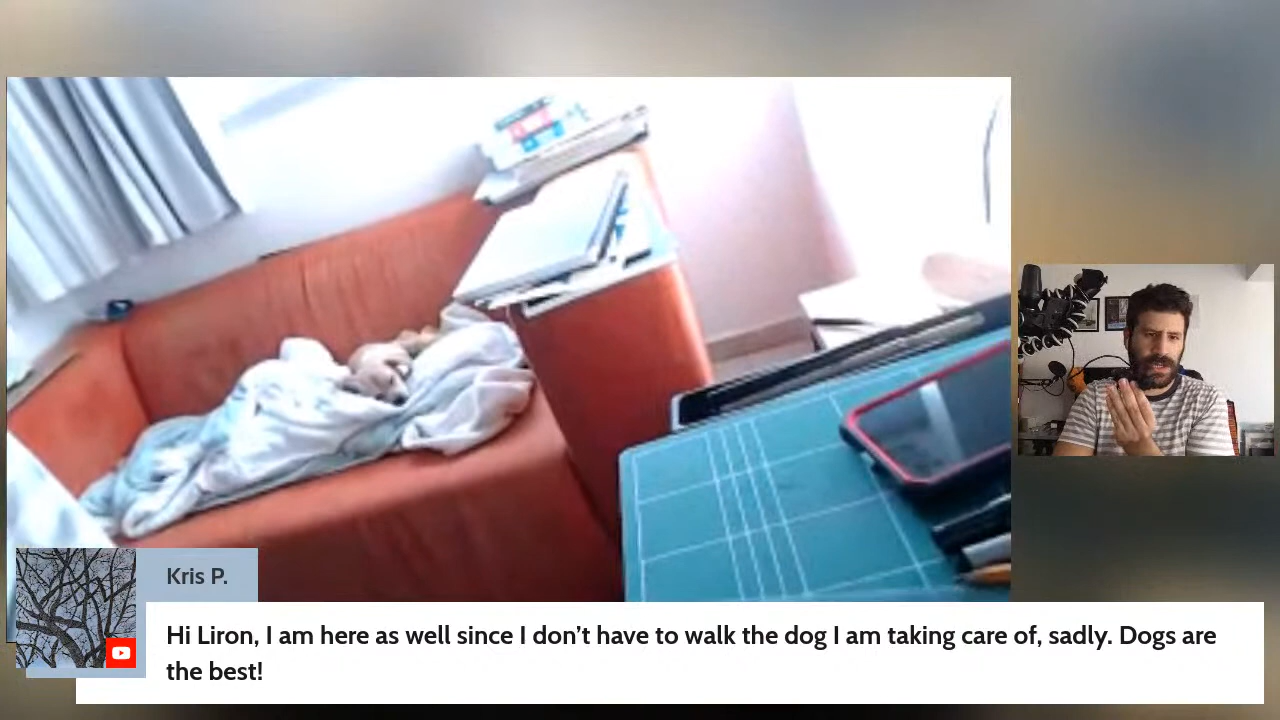 Kris P.
Hi Liron, I am here as well since I don’t have to walk the dog I am taking care of, sadly. Dogs are
the best!